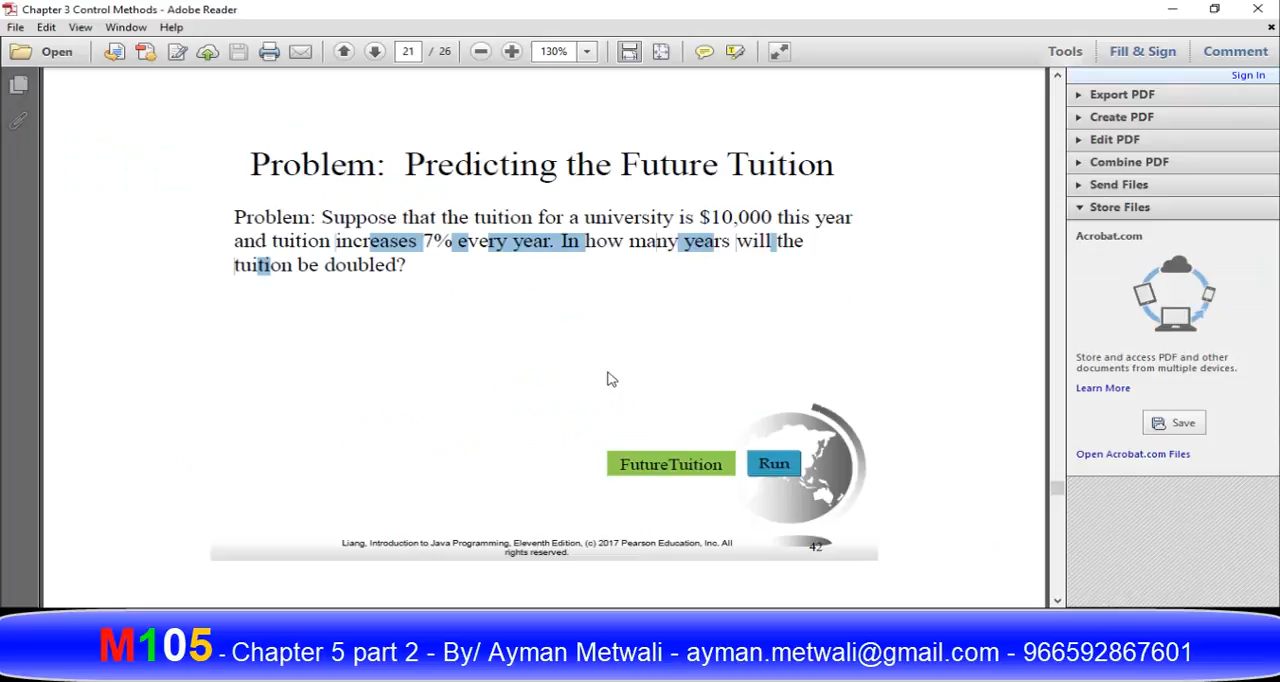 Chapter 3 Control Methods - Adobe Reader
File Edit View Window Help
Open 21 / 26 130% Tools Fill & Sign Comment
Sign In
Export PDF
Create PDF
Edit PDF
Combine PDF
Send Files
Store Files
Acrobat.com
Store and access PDF and other
documents from multiple devices.
Learn More
Save
Open Acrobat.com Files
Problem: Predicting the Future Tuition
Problem: Suppose that the tuition for a university is $10,000 this year
and tuition increases 7% every year. In how many years will the
tuition be doubled?
FutureTuition Run
Liang, Introduction to Java Programming, Eleventh Edition, (c) 2017 Pearson Education, Inc. All
rights reserved.
42
M105 - Chapter 5 part 2 - By/ Ayman Metwali - ayman.metwali@gmail.com - 966592867601